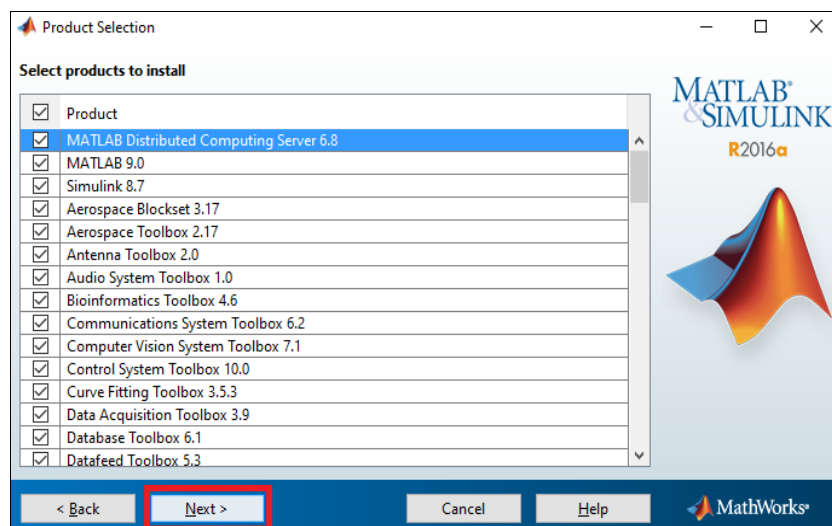 Product Selection
Select products to install
Product
MATLAB Distributed Computing Server 6.8
MATLAB 9.0
Simulink 8.7
Aerospace Blockset 3.17
Aerospace Toolbox 2.17
Antenna Toolbox 2.0
Audio System Toolbox 1.0
Bioinformatics Toolbox 4.6
Communications System Toolbox 6.2
Computer Vision System Toolbox 7.1
Control System Toolbox 10.0
Curve Fitting Toolbox 3.5.3
Data Acquisition Toolbox 3.9
Database Toolbox 6.1
Datafeed Toolbox 5.3
MATLAB®
&SIMULINK
R2016a
< Back
Next >
Cancel
Help
MathWorks®